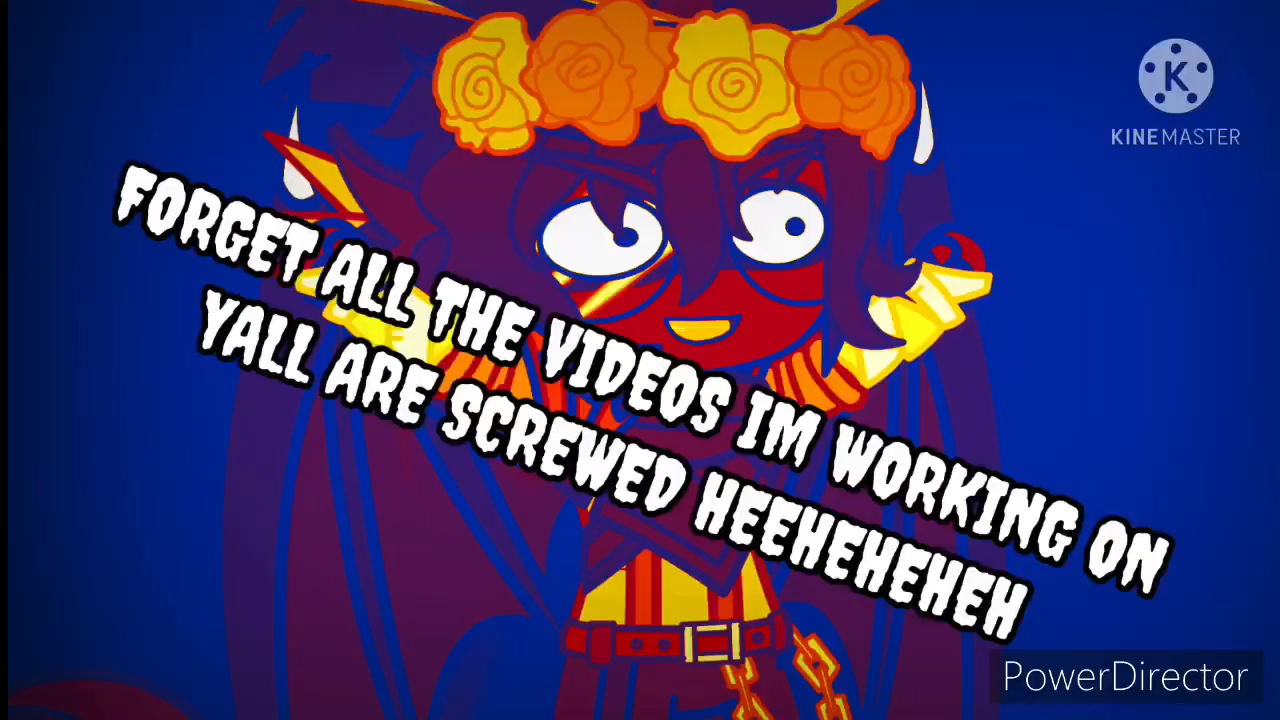 K
KINEMASTER
FORGET ALL THE VIDEOS IM WORKING ON
YALL ARE SCREWED HEEHEHEHEH
PowerDirector